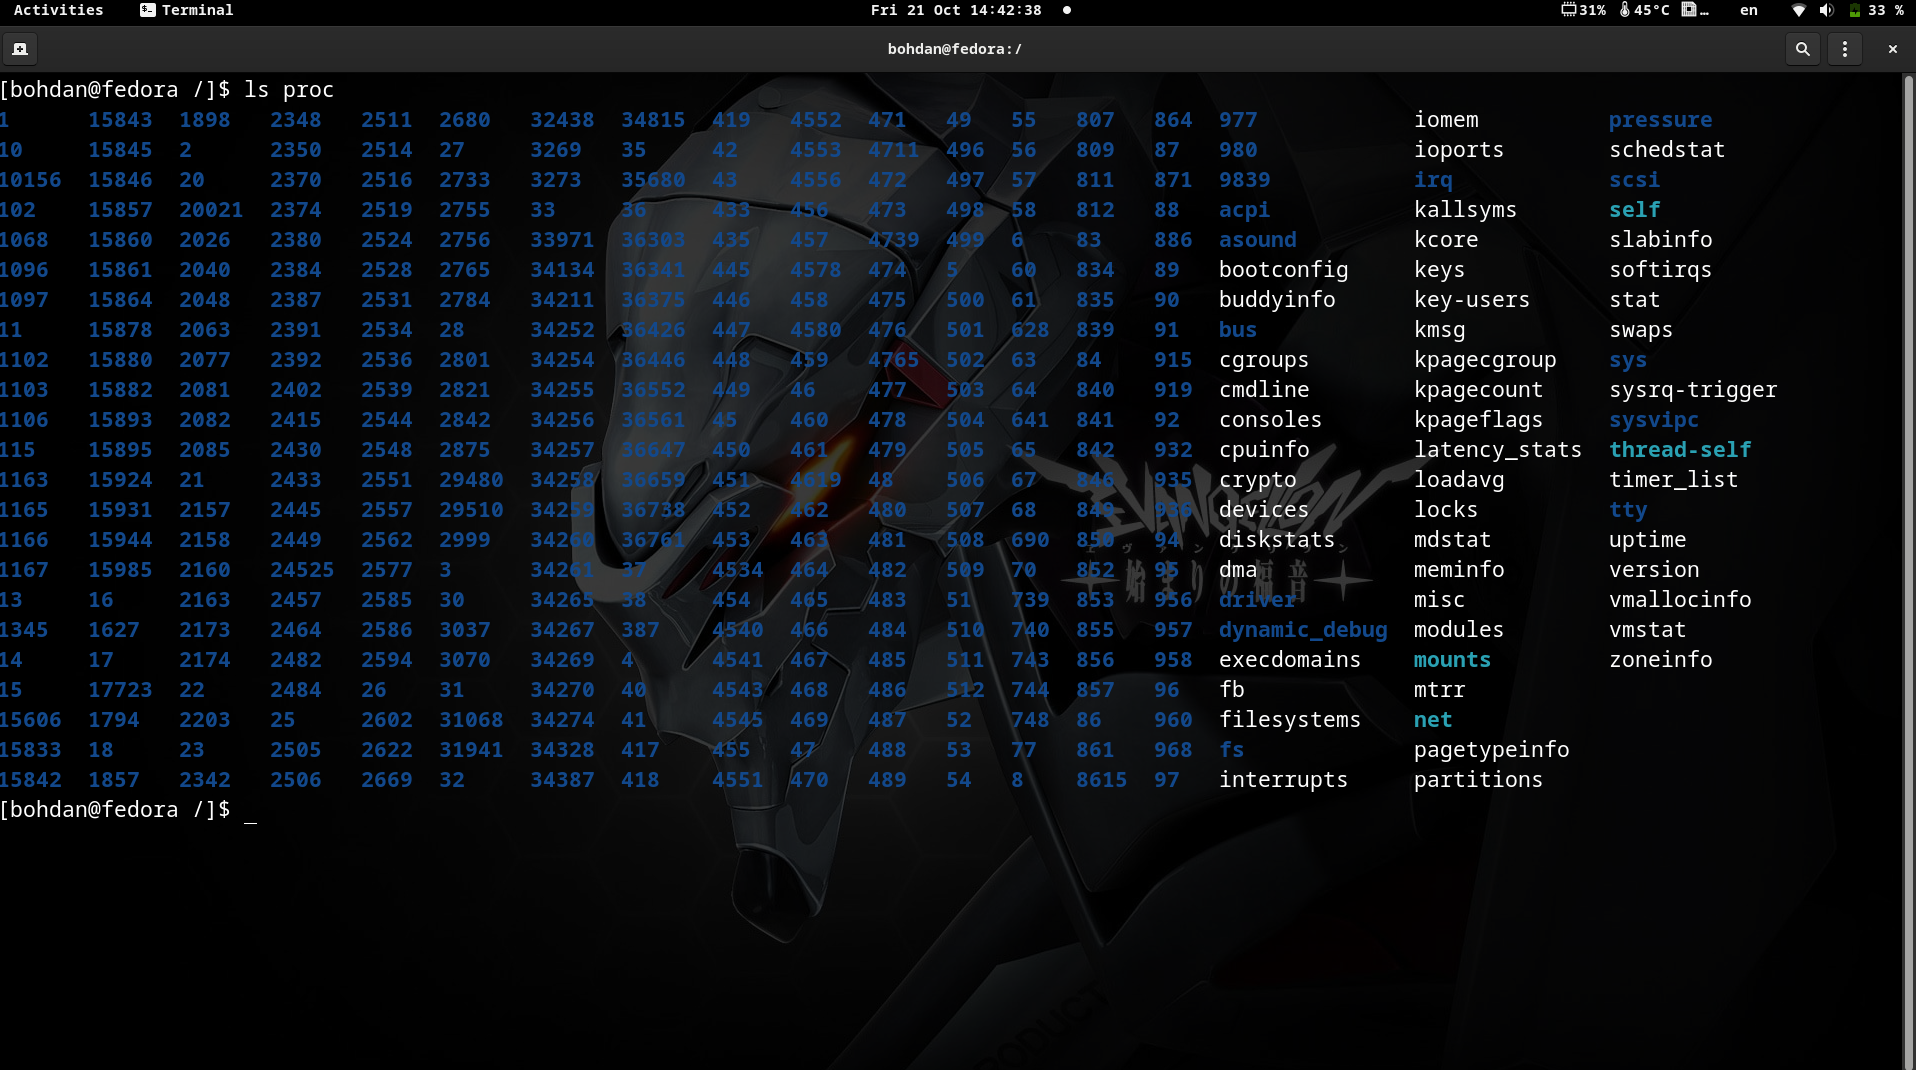 Activities Terminal Fri 21 Oct 14:42:38 31% 45°C … en 33 %
bohdan@fedora:/
[bohdan@fedora /]$ ls proc
1 15843 1898 2348 2511 2680 32438 34815 419 4552 471 49 55 807 864 977 iomem pressure
10 15845 2 2350 2514 27 3269 35 42 4553 4711 496 56 809 87 980 ioports schedstat
10156 15846 20 2370 2516 2733 3273 35680 43 4556 472 497 57 811 871 9839 irq scsi
102 15857 20021 2374 2519 2755 33 36 433 456 473 498 58 812 88 acpi kallsyms self
1068 15860 2026 2380 2524 2756 33971 36303 435 457 4739 499 6 83 886 asound kcore slabinfo
1096 15861 2040 2384 2528 2765 34134 36341 445 4578 474 5 60 834 89 bootconfig keys softirqs
1097 15864 2048 2387 2531 2784 34211 36375 446 458 475 500 61 835 90 buddyinfo key-users stat
11 15878 2063 2391 2534 28 34252 36426 447 4580 476 501 628 839 91 bus kmsg swaps
1102 15880 2077 2392 2536 2801 34254 36446 448 459 4765 502 63 84 915 cgroups kpagecgroup sys
1103 15882 2081 2402 2539 2821 34255 36552 449 46 477 503 64 840 919 cmdline kpagecount sysrq-trigger
1106 15893 2082 2415 2544 2842 34256 36561 45 460 478 504 641 841 92 consoles kpageflags sysvipc
115 15895 2085 2430 2548 2875 34257 36647 450 461 479 505 65 842 932 cpuinfo latency_stats thread-self
1163 15924 21 2433 2551 29480 34258 36659 451 4619 48 506 67 846 935 crypto loadavg timer_list
1165 15931 2157 2445 2557 29510 34259 36738 452 462 480 507 68 849 936 devices locks tty
1166 15944 2158 2449 2562 2999 34260 36761 453 463 481 508 690 850 94 diskstats mdstat uptime
1167 15985 2160 24525 2577 3 34261 37 4534 464 482 509 70 852 95 dma meminfo version
13 16 2163 2457 2585 30 34265 38 454 465 483 51 739 853 956 driver misc vmallocinfo
1345 1627 2173 2464 2586 3037 34267 387 4540 466 484 510 740 855 957 dynamic_debug modules vmstat
14 17 2174 2482 2594 3070 34269 4 4541 467 485 511 743 856 958 execdomains mounts zoneinfo
15 17723 22 2484 26 31 34270 40 4543 468 486 512 744 857 96 fb mtrr
15606 1794 2203 25 2602 31068 34274 41 4545 469 487 52 748 86 960 filesystems net
15833 18 23 2505 2622 31941 34328 417 455 47 488 53 77 861 968 fs pagetypeinfo
15842 1857 2342 2506 2669 32 34387 418 4551 470 489 54 8 8615 97 interrupts partitions
[bohdan@fedora /]$ _
EVANGELION
エヴァンゲリヲン
始まりの福音